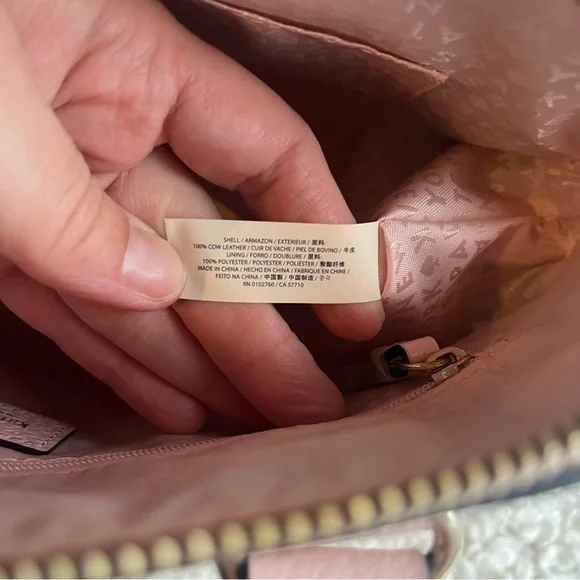 SHELL / ARMAZON / EXTERIEUR / 面料
100% COW LEATHER / CUIR DE VACHE / PIEL DE BOVINO / 牛皮
LINING / FORRO / DOUBLURE / 里料
100% POLYESTER / POLYESTER / POLIÉSTER / 聚酯纤维
MADE IN CHINA / HECHO EN CHINA / FABRIQUE EN CHINE /
FEITO NA CHINA / 中国製 / 中国制造 / 중국
RN 0102760 / CA 57710